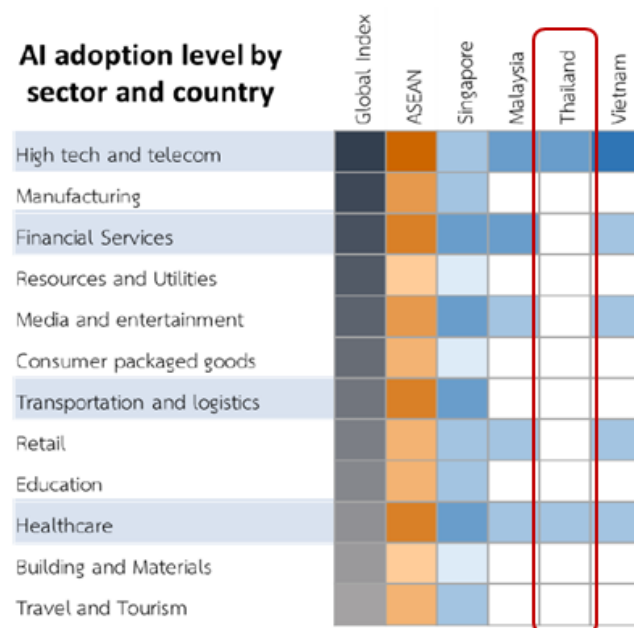 AI adoption level by
sector and country
Global Index
ASEAN
Singapore
Malaysia
Thailand
Vietnam
High tech and telecom
Manufacturing
Financial Services
Resources and Utilities
Media and entertainment
Consumer packaged goods
Transportation and logistics
Retail
Education
Healthcare
Building and Materials
Travel and Tourism